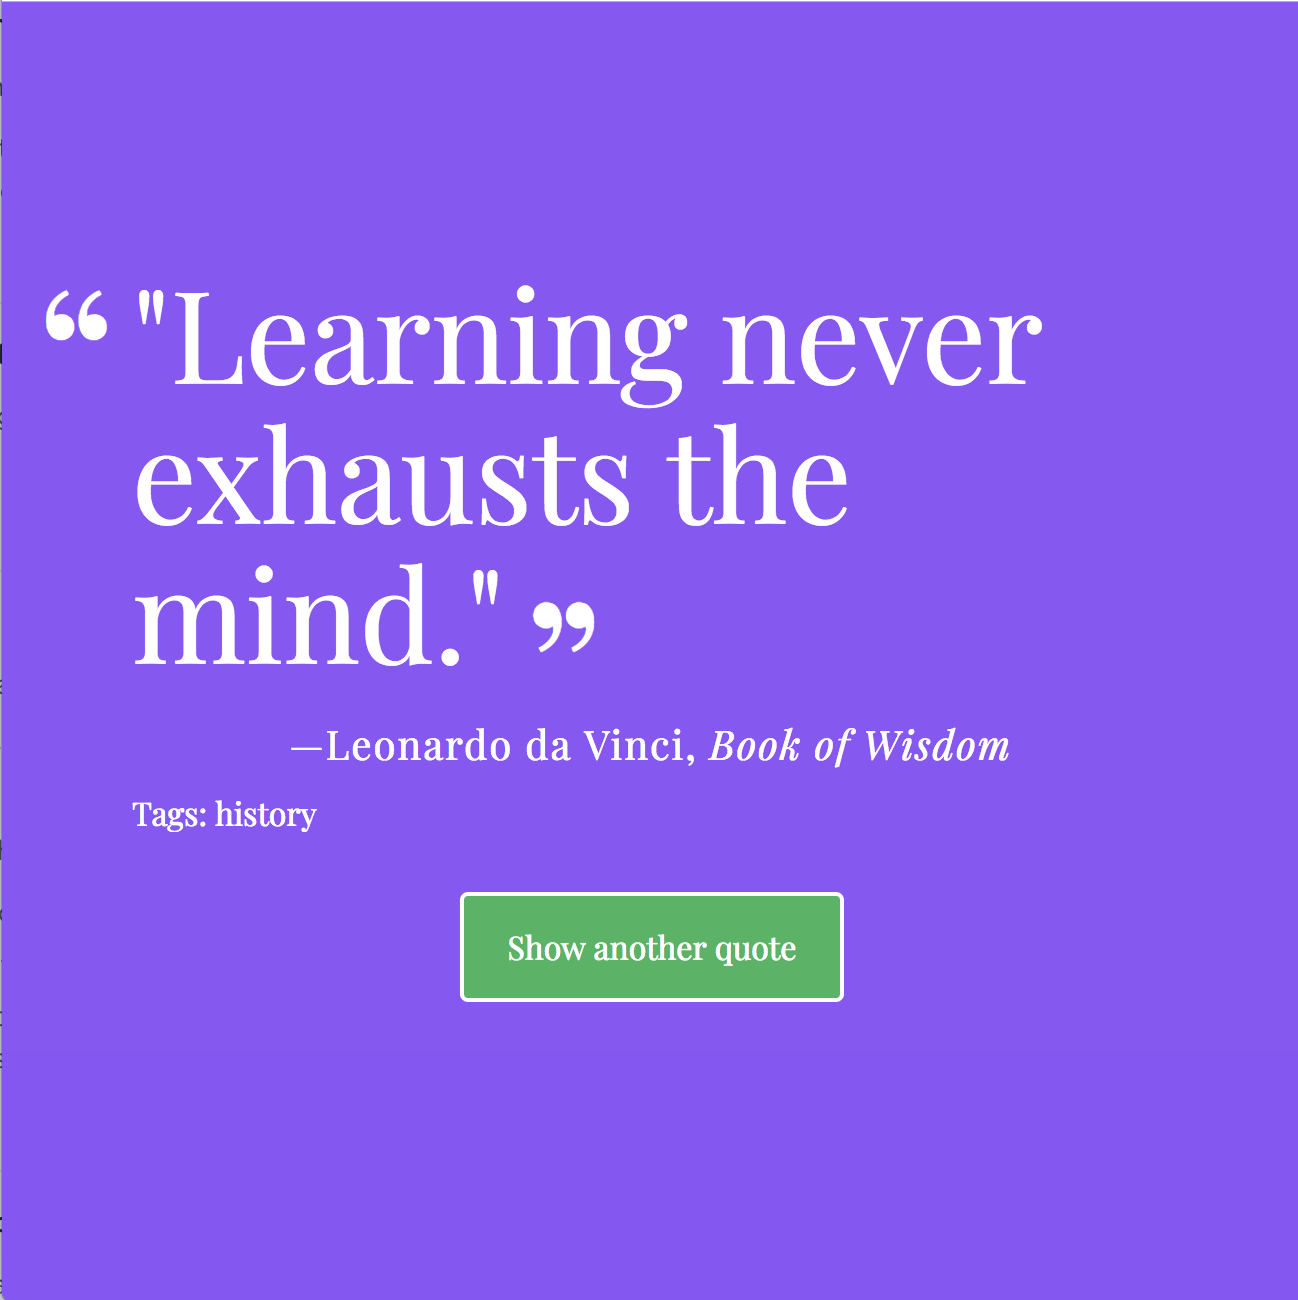 “ "Learning never
exhausts the
mind." ”
—Leonardo da Vinci, Book of Wisdom
Tags: history
Show another quote